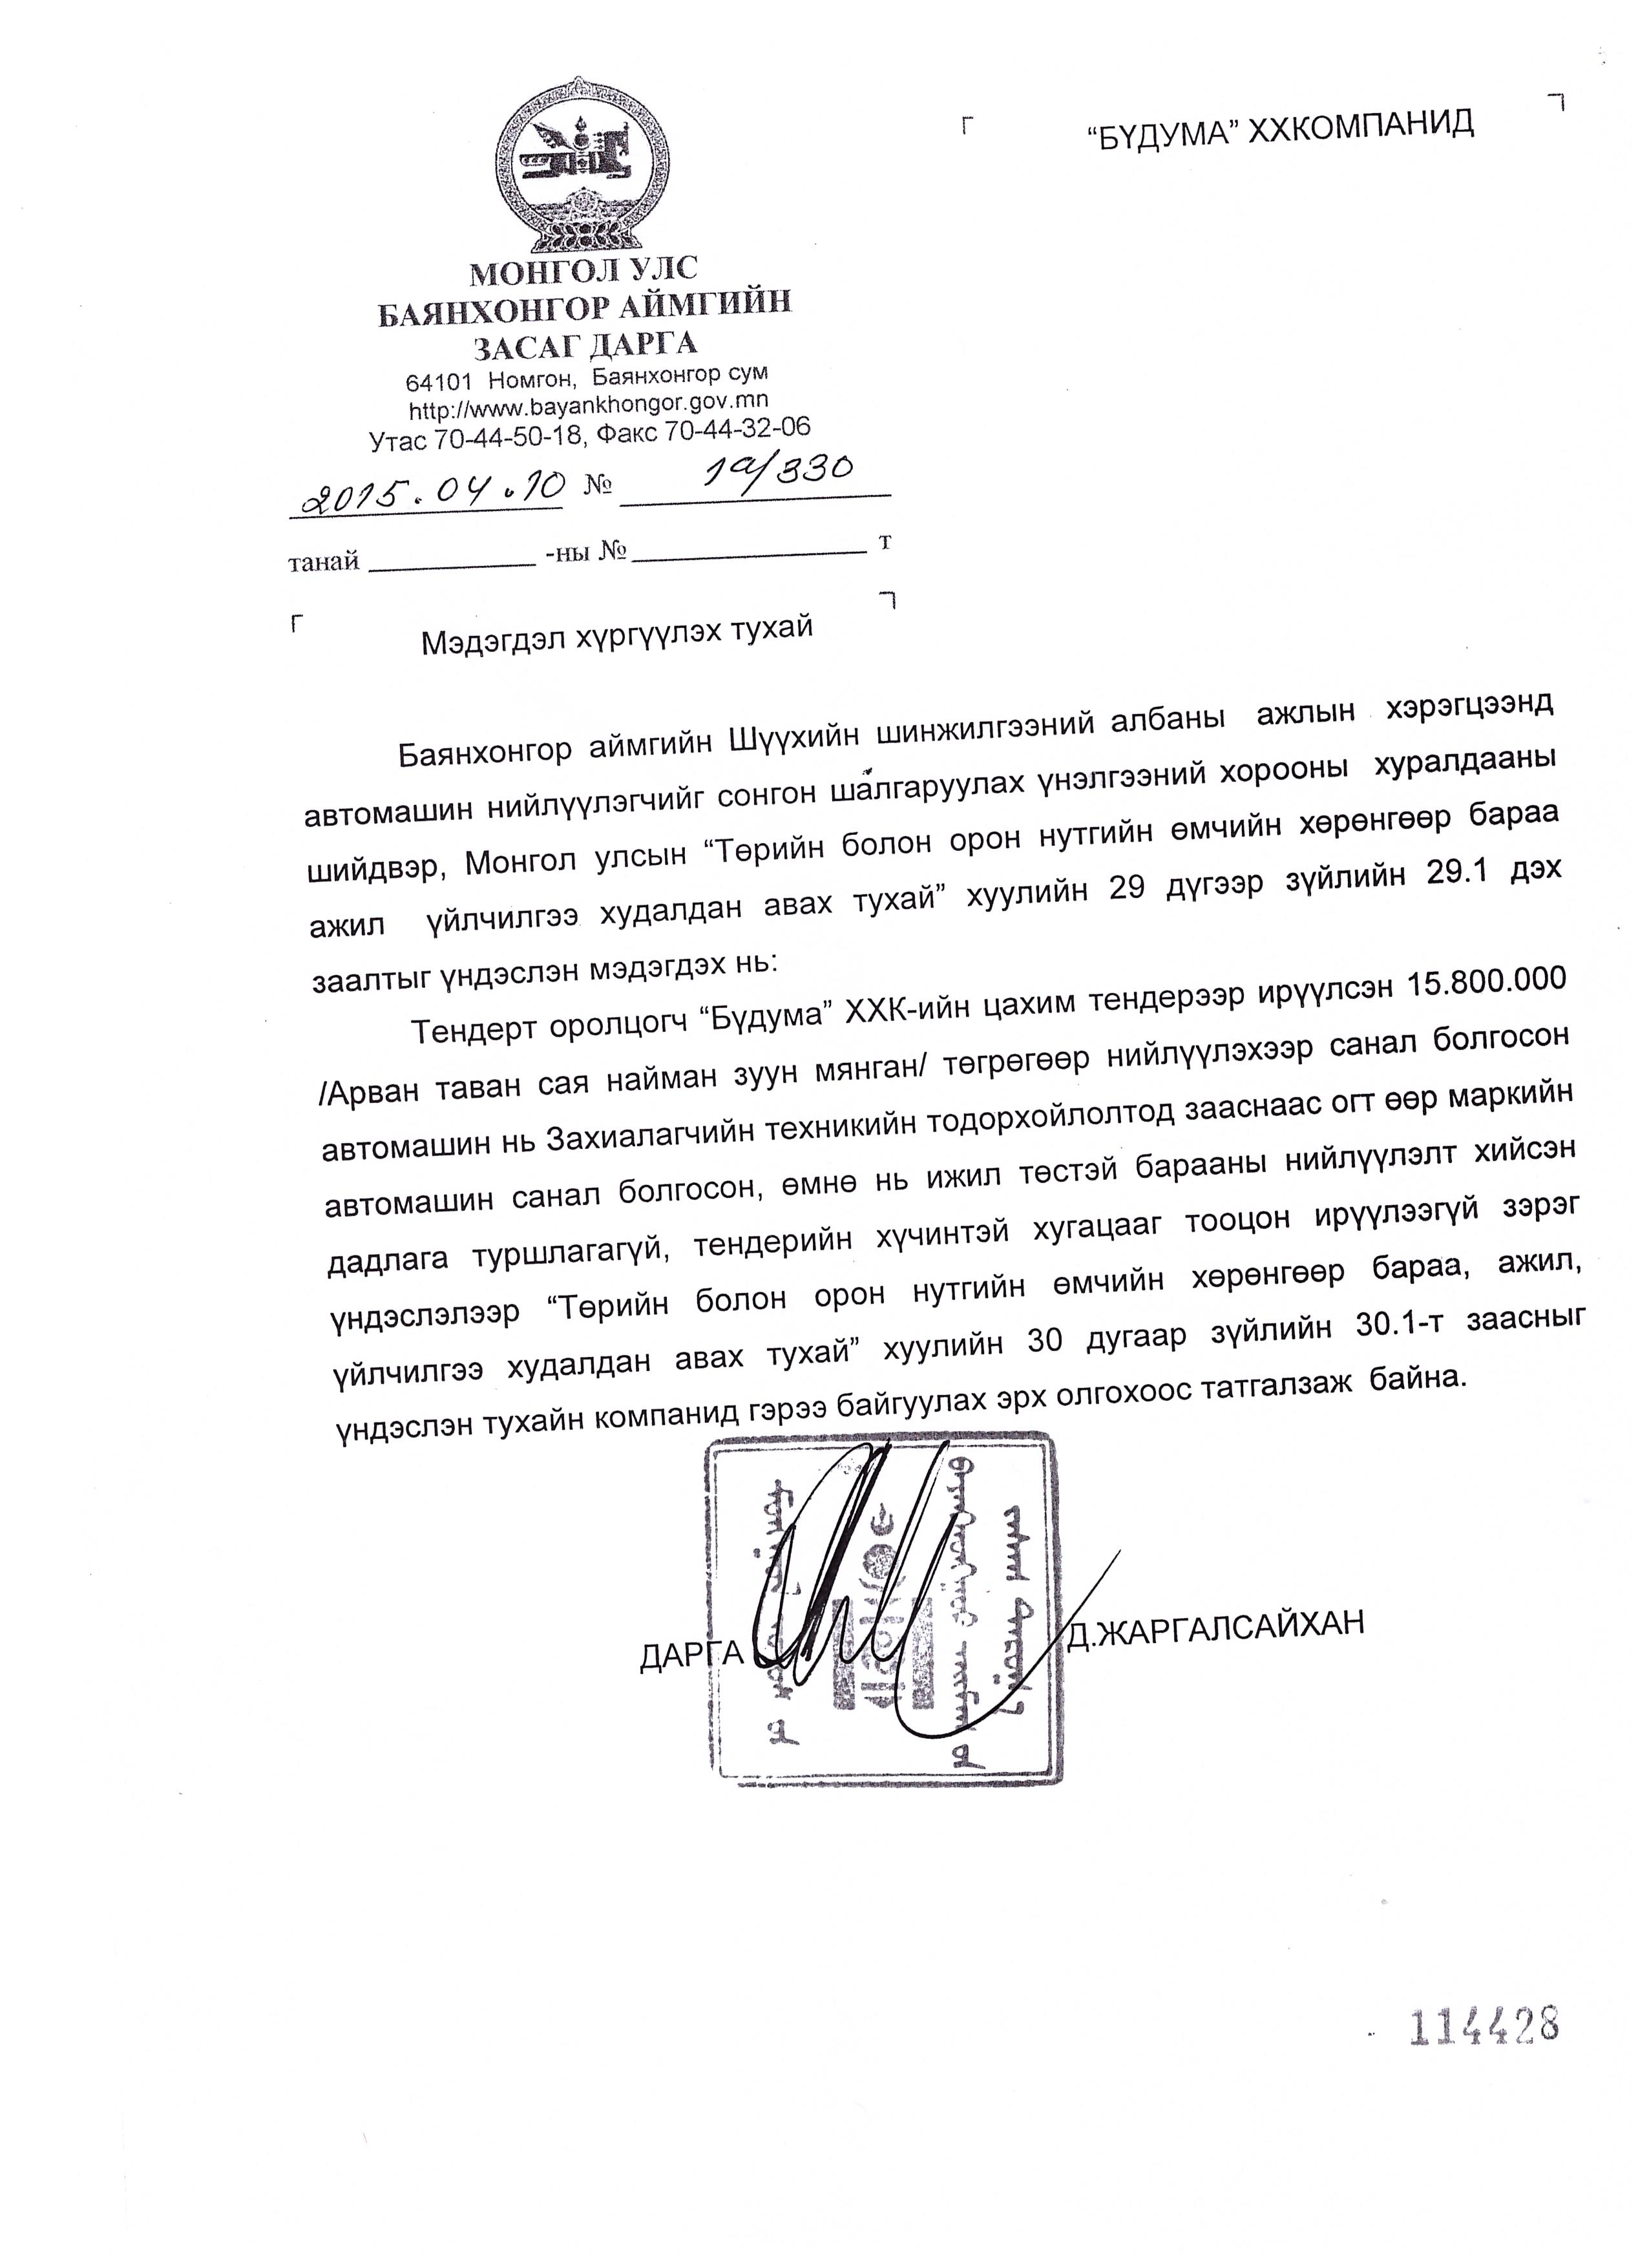 “БҮДУМА” ХХКОМПАНИД
МОНГОЛ УЛС
БАЯНХОНГОР АЙМГИЙН
ЗАСАГ ДАРГА
64101 Номгон, Баянхонгор сум
http://www.bayankhongor.gov.mn
Утас 70-44-50-18, Факс 70-44-32-06
2015.04.10 № 1а/330
танай ____________ -ны № ________________ т
Мэдэгдэл хүргүүлэх тухай
Баянхонгор аймгийн Шүүхийн шинжилгээний албаны ажлын хэрэгцээнд
автомашин нийлүүлэгчийг сонгон шалгаруулах үнэлгээний хорооны хуралдааны
шийдвэр, Монгол улсын “Төрийн болон орон нутгийн өмчийн хөрөнгөөр бараа
ажил үйлчилгээ худалдан авах тухай” хуулийн 29 дүгээр зүйлийн 29.1 дэх
заалтыг үндэслэн мэдэгдэх нь:
Тендерт оролцогч “Бүдума” ХХК-ийн цахим тендерээр ирүүлсэн 15.800.000
/Арван таван сая найман зуун мянган/ төгрөгөөр нийлүүлэхээр санал болгосон
автомашин нь Захиалагчийн техникийн тодорхойлолтод зааснаас огт өөр маркийн
автомашин санал болгосон, өмнө нь ижил төстэй барааны нийлүүлэлт хийсэн
дадлага туршлагагүй, тендерийн хүчинтэй хугацааг тооцон ирүүлээгүй зэрэг
үндэслэлээр “Төрийн болон орон нутгийн өмчийн хөрөнгөөр бараа, ажил,
үйлчилгээ худалдан авах тухай” хуулийн 30 дугаар зүйлийн 30.1-т заасныг
үндэслэн тухайн компанид гэрээ байгуулах эрх олгохоос татгалзаж байна.
ДАРГА Д.ЖАРГАЛСАЙХАН
114428